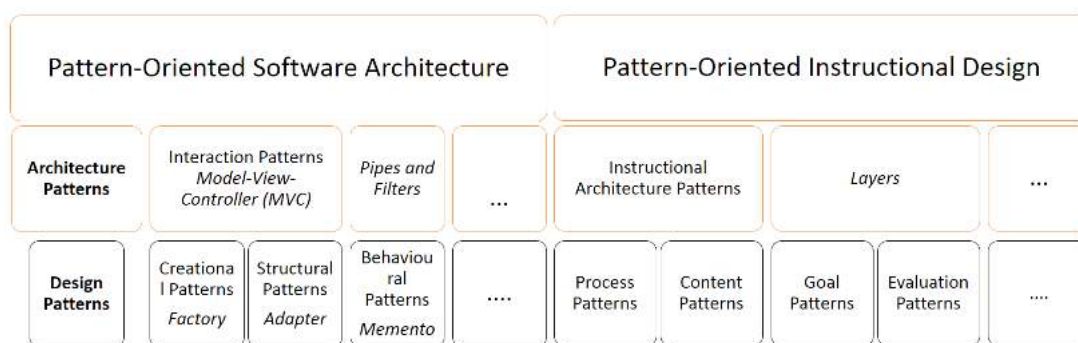 Pattern-Oriented Software Architecture
Pattern-Oriented Instructional Design
Architecture
Patterns
Interaction Patterns
Model-View-
Controller (MVC)
Pipes and
Filters
...
Instructional
Architecture Patterns
Layers
...
Design
Patterns
Creationa
l Patterns
Factory
Structural
Patterns
Adapter
Behaviou
ral
Patterns
Memento
....
Process
Patterns
Content
Patterns
Goal
Patterns
Evaluation
Patterns
....